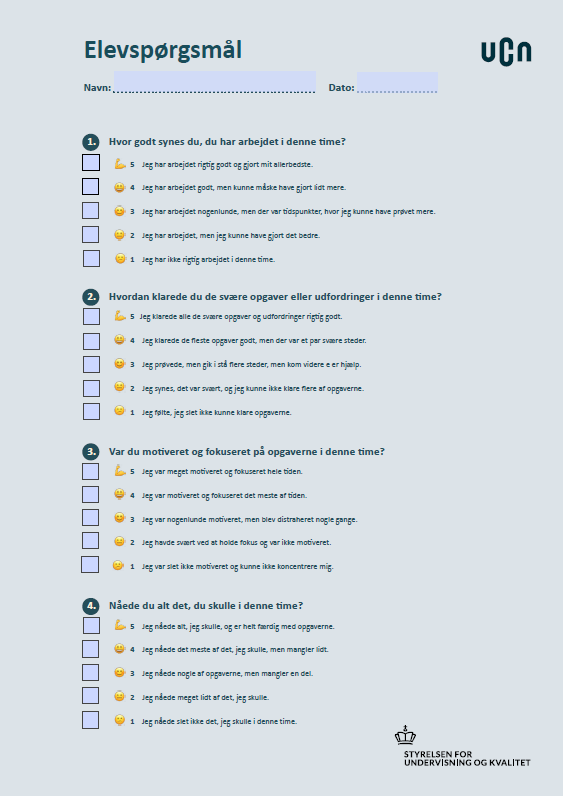 Elevspørgsmål
ucn
Navn: Dato:
1. Hvor godt synes du, du har arbejdet i denne time?
5 Jeg har arbejdet rigtig godt og gjort mit allerbedste.
4 Jeg har arbejdet godt, men kunne måske have gjort lidt mere.
3 Jeg har arbejdet nogenlunde, men der var tidspunkter, hvor jeg kunne have prøvet mere.
2 Jeg har arbejdet, men jeg kunne have gjort det bedre.
1 Jeg har ikke rigtig arbejdet i denne time.
2. Hvordan klarede du de svære opgaver eller udfordringer i denne time?
5 Jeg klarede alle de svære opgaver og udfordringer rigtig godt.
4 Jeg klarede de fleste opgaver godt, men der var et par svære steder.
3 Jeg prøvede, men gik i stå flere steder, men kom videre e er hjælp.
2 Jeg synes, det var svært, og jeg kunne ikke klare flere af opgaverne.
1 Jeg følte, jeg slet ikke kunne klare opgaverne.
3. Var du motiveret og fokuseret på opgaverne i denne time?
5 Jeg var meget motiveret og fokuseret hele tiden.
4 Jeg var motiveret og fokuseret det meste af tiden.
3 Jeg var nogenlunde motiveret, men blev distraheret nogle gange.
2 Jeg havde svært ved at holde fokus og var ikke motiveret.
1 Jeg var slet ikke motiveret og kunne ikke koncentrere mig.
4. Nåede du alt det, du skulle i denne time?
5 Jeg nåede alt, jeg skulle, og er helt færdig med opgaverne.
4 Jeg nåede det meste af det, jeg skulle, men mangler lidt.
3 Jeg nåede nogle af opgaverne, men mangler en del.
2 Jeg nåede meget lidt af det, jeg skulle.
1 Jeg nåede slet ikke det, jeg skulle i denne time.
STYRELSEN FOR
UNDERVISNING OG KVALITET